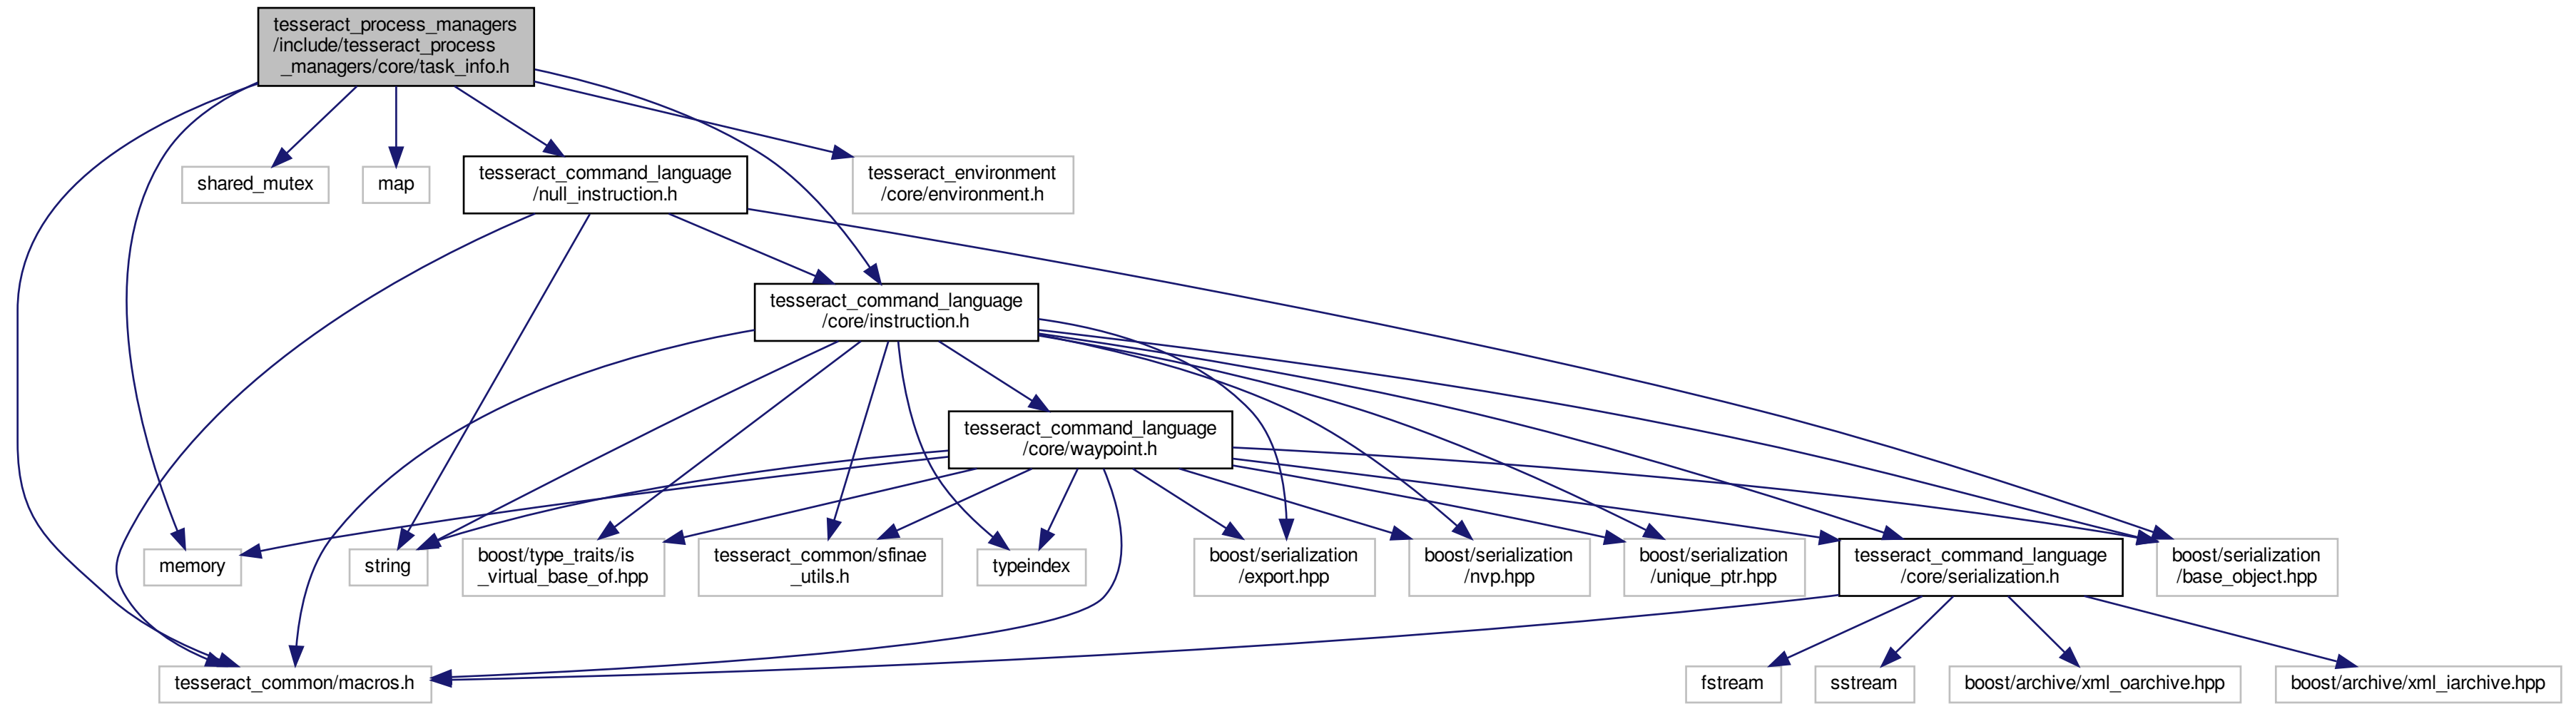 tesseract_process_managers
/include/tesseract_process
_managers/core/task_info.h
shared_mutex
map
tesseract_command_language
/null_instruction.h
tesseract_environment
/core/environment.h
tesseract_command_language
/core/instruction.h
tesseract_command_language
/core/waypoint.h
memory
string
boost/type_traits/is
_virtual_base_of.hpp
tesseract_common/sfinae
_utils.h
typeindex
boost/serialization
/export.hpp
boost/serialization
/nvp.hpp
boost/serialization
/unique_ptr.hpp
tesseract_command_language
/core/serialization.h
boost/serialization
/base_object.hpp
tesseract_common/macros.h
fstream
sstream
boost/archive/xml_oarchive.hpp
boost/archive/xml_iarchive.hpp